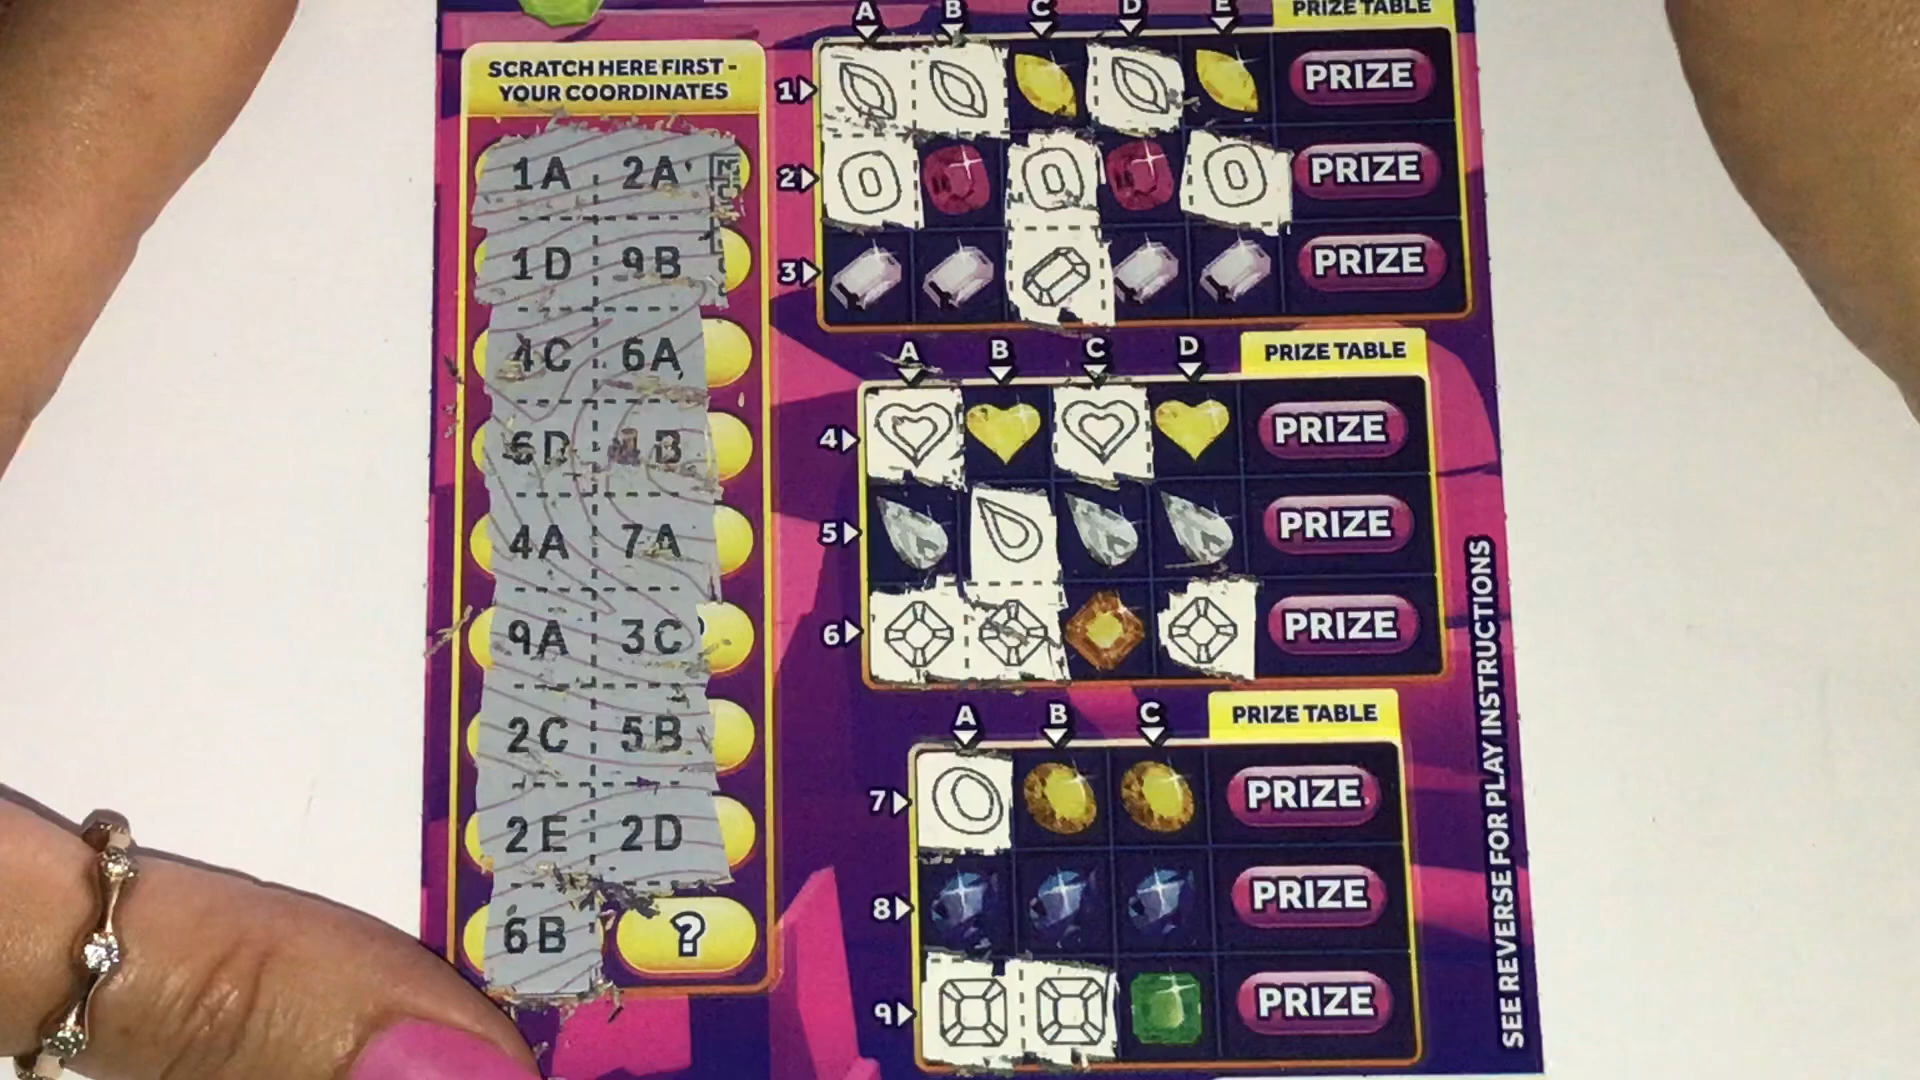 A B C D E PRIZE TABLE
SCRATCH HERE FIRST -
YOUR COORDINATES
1 PRIZE
1A 2A
2 PRIZE
1D 9B
3 PRIZE
4C 6A
A B C D PRIZE TABLE
6D B
4 PRIZE
4A 7A
5 PRIZE
9A 3C
6 PRIZE
2C 5B
A B C PRIZE TABLE
2E 2D
7 PRIZE
6B ?
8 PRIZE
9 PRIZE
SEE REVERSE FOR PLAY INSTRUCTIONS